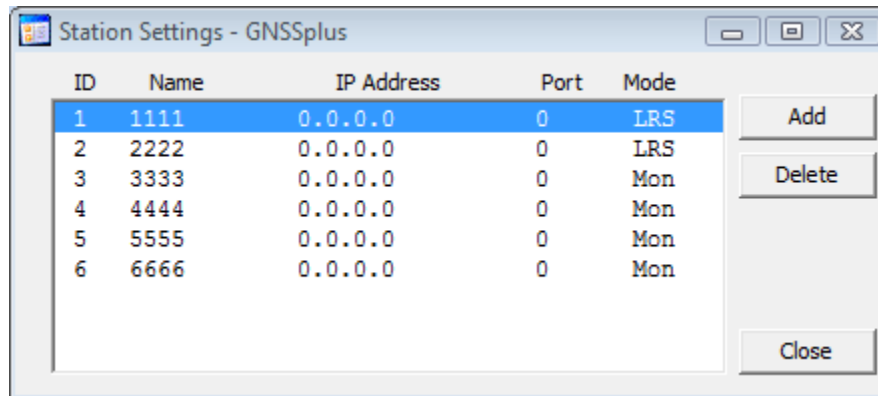 Station Settings - GNSSplus
ID Name IP Address Port Mode
1 1111 0.0.0.0 0 LRS Add
2 2222 0.0.0.0 0 LRS
3 3333 0.0.0.0 0 Mon Delete
4 4444 0.0.0.0 0 Mon
5 5555 0.0.0.0 0 Mon
6 6666 0.0.0.0 0 Mon
Close